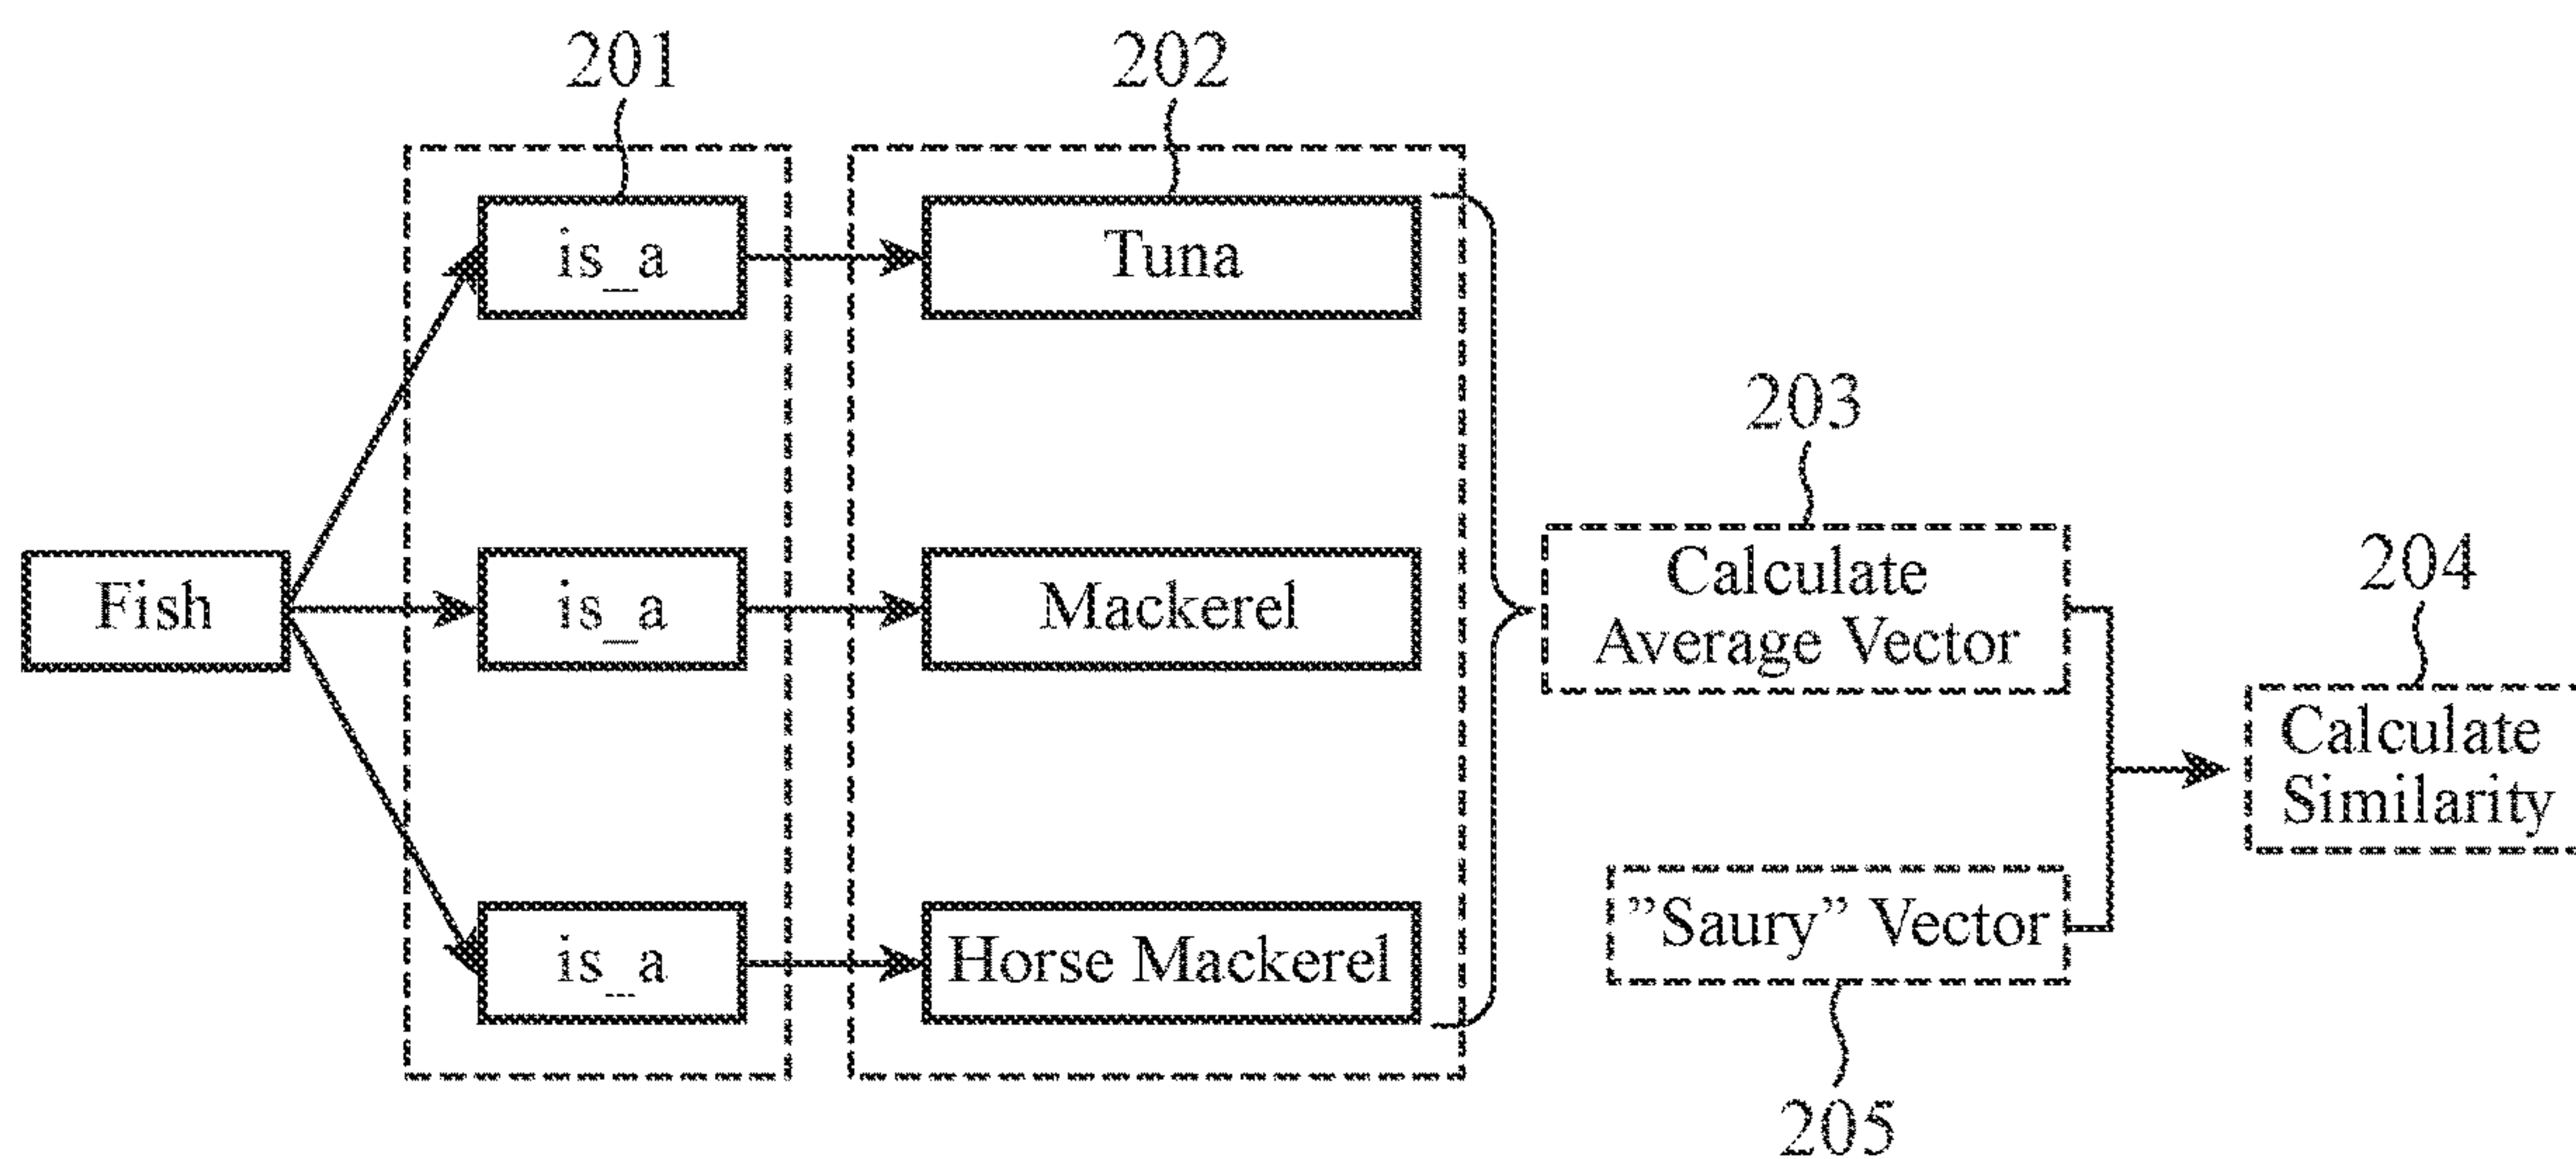 201
202
is_a
Tuna
203
Calculate
Average Vector
204
Fish
is_a
Mackerel
Calculate
Similarity
is_a
Horse Mackerel
”Saury” Vector
205